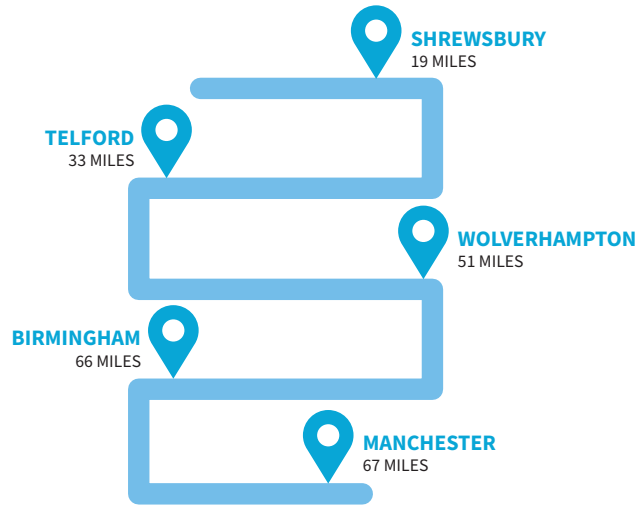 SHREWSBURY
19 MILES
TELFORD
33 MILES
WOLVERHAMPTON
51 MILES
BIRMINGHAM
66 MILES
MANCHESTER
67 MILES